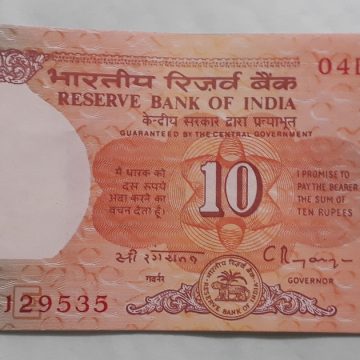 भारतीय रिज़र्व बैंक 04
RESERVE BANK OF INDIA
केन्द्रीय सरकार द्वारा प्रत्याभूत
GUARANTEED BY THE CENTRAL GOVERNMENT
मैं धारक को
दस रुपये
अदा करने का
वचन देता हूँ।
10
I PROMISE TO
PAY THE BEARER
THE SUM OF
TEN RUPEES
गवर्नर
GOVERNOR
RESERVE BANK OF INDIA
129535